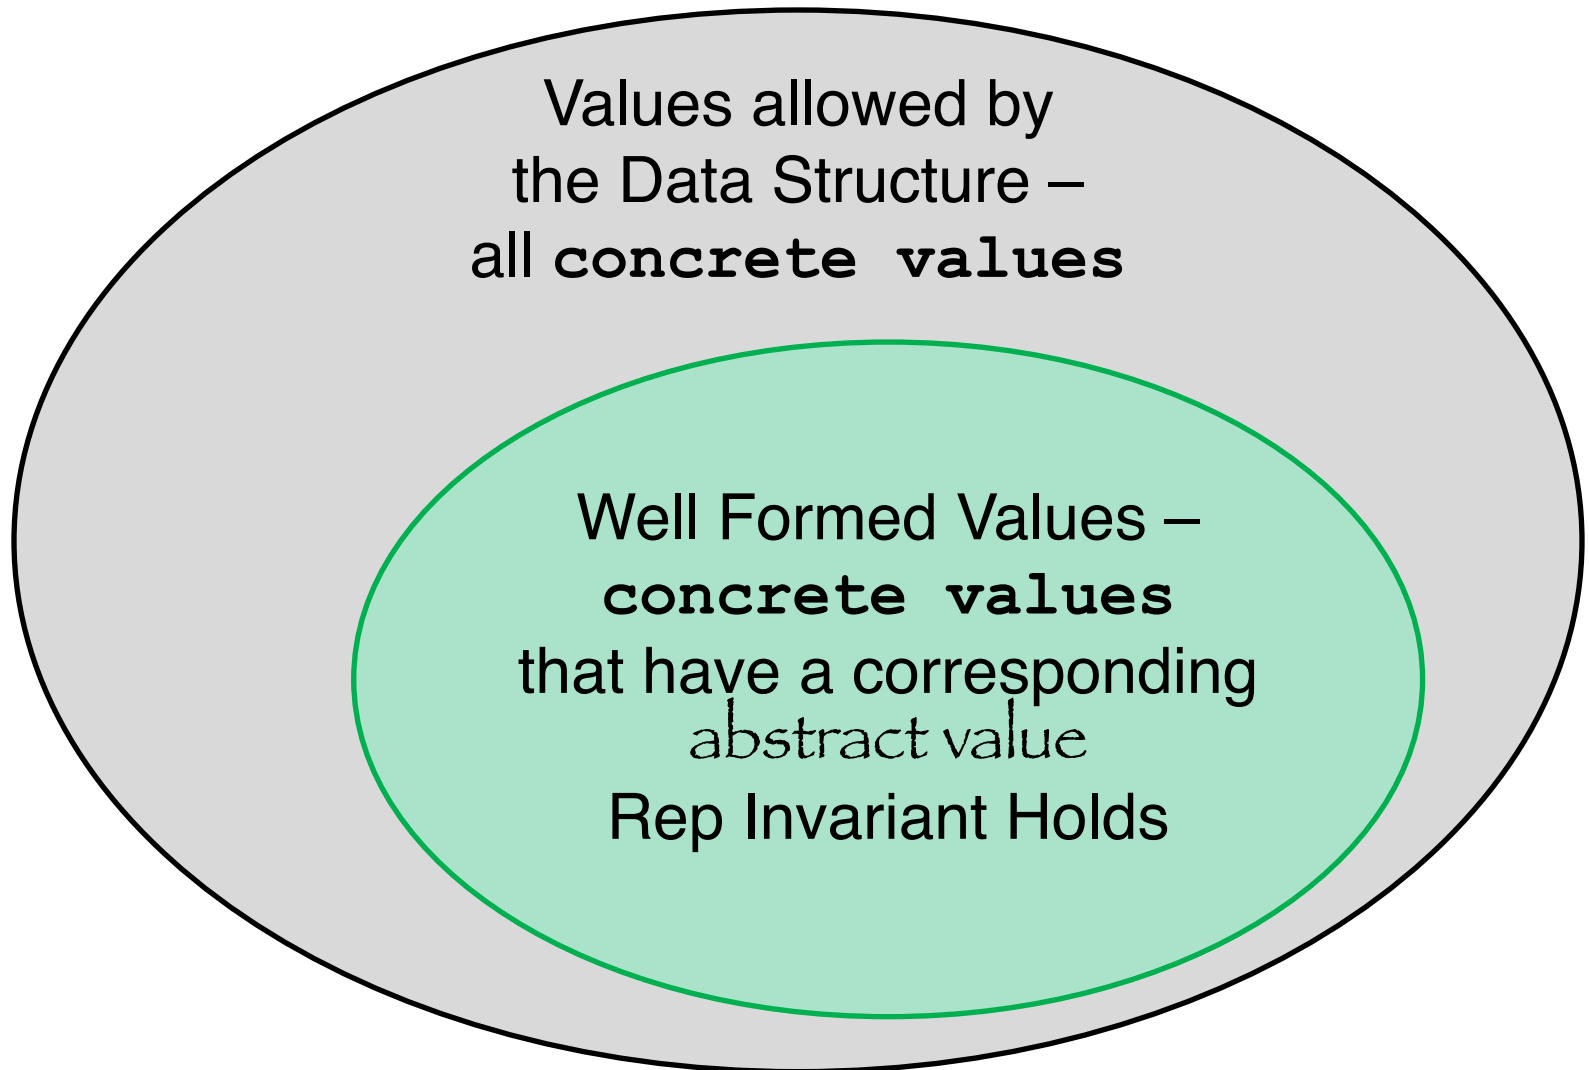 Values allowed by
the Data Structure –
all concrete values
Well Formed Values –
concrete values
that have a corresponding
abstract value
Rep Invariant Holds